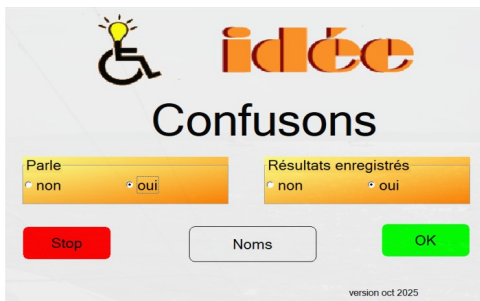 idée
Confusons
Parle
non oui
Résultats enregistrés
non oui
Stop Noms OK
version oct 2025